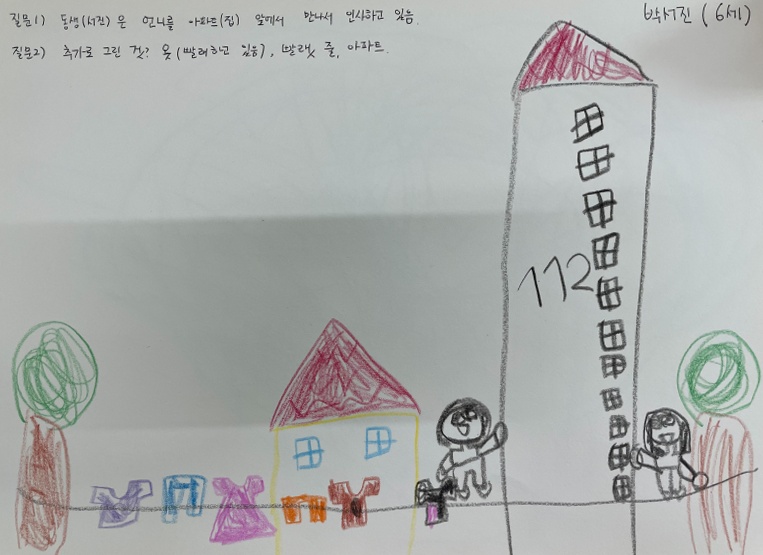 박서진 (6세)
질문1) 동생(서진)은 언니를 아파트(집) 앞에서 만나서 인사하고 있음.
질문2) 추가로 그린 것? 옷(빨래하고 있음), 빨랫줄, 아파트.
112